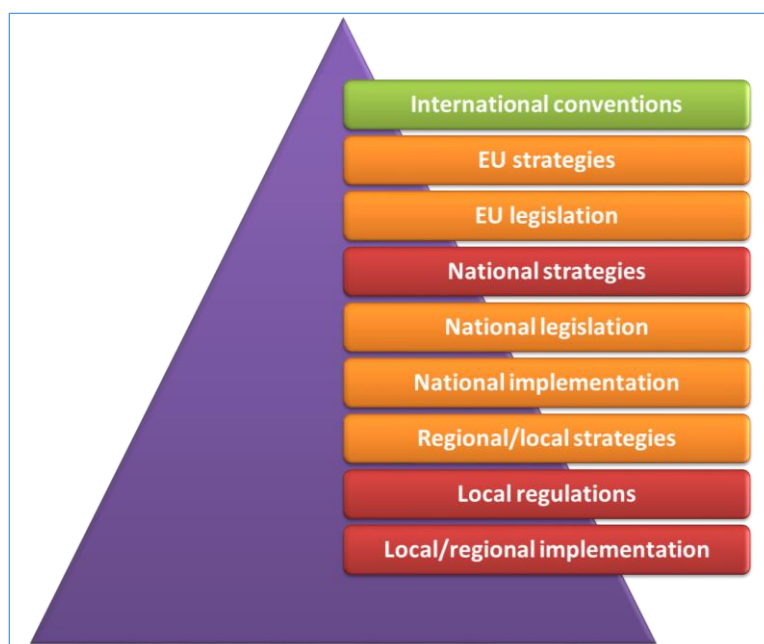 International conventions
EU strategies
EU legislation
National strategies
National legislation
National implementation
Regional/local strategies
Local regulations
Local/regional implementation